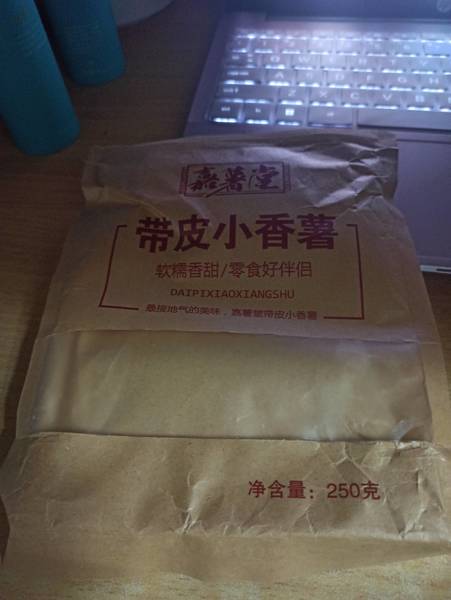 嘉薯堂
带皮小香薯
软糯香甜/零食好伴侣
DAIPIXIAOXIANGSHU
最接地气的美味，嘉薯堂带皮小香薯
净含量：250克